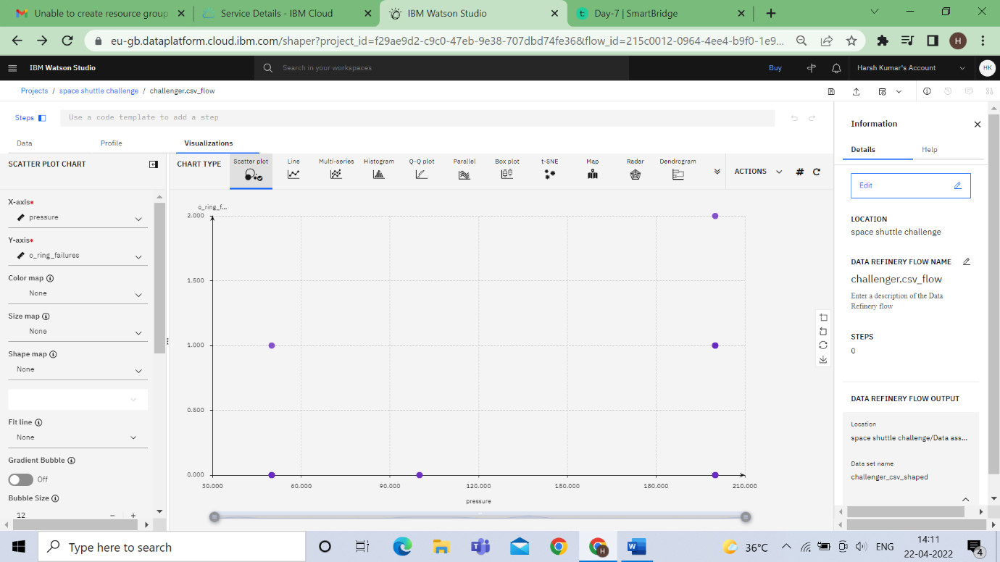 Unable to create resource group
Service Details - IBM Cloud
IBM Watson Studio
Day-7 | SmartBridge
eu-gb.dataplatform.cloud.ibm.com/shaper?project_id=f29ae9d2-c9c0-47eb-9e38-707dbd74fe36&flow_id=215c0012-0964-4ee4-b9f0-1e9...
H
IBM Watson Studio
Search in your workspaces
Buy
Harsh Kumar's Account
HK
Projects / space shuttle challenge / challenger.csv_flow
Steps
Use a code template to add a step
Data
Profile
Visualizations
SCATTER PLOT CHART
CHART TYPE
Scatter plot
Line
Multi-series
Histogram
Q-Q plot
Parallel
Box plot
t-SNE
Map
Radar
Dendrogram
ACTIONS
X-axis*
pressure
Y-axis*
o_ring_failures
Color map
None
Size map
None
Shape map
None
Fit line
None
Gradient Bubble
Off
Bubble Size
12
o_ring_f...
2.000
1.500
1.000
0.500
0.000
30.000
60.000
90.000
120.000
150.000
180.000
210.000
pressure
Information
Details
Help
Edit
LOCATION
space shuttle challenge
DATA REFINERY FLOW NAME
challenger.csv_flow
Enter a description of the Data
Refinery flow
STEPS
0
DATA REFINERY FLOW OUTPUT
Location
space shuttle challenge/Data ass...
Data set name
challenger_csv_shaped
Type here to search
H
36°C
ENG
14:11
22-04-2022
4